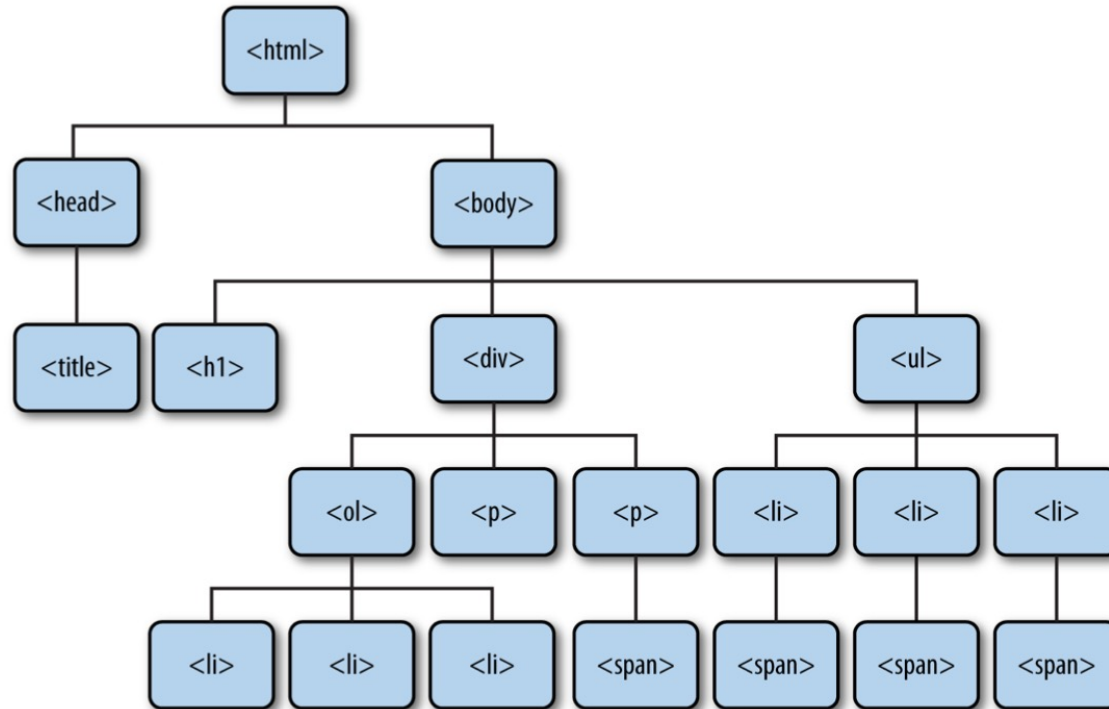 <html>
<head> <body>
<title> <h1> <div> <ul>
<ol> <p> <p> <li> <li> <li>
<li> <li> <li> <span> <span> <span> <span>